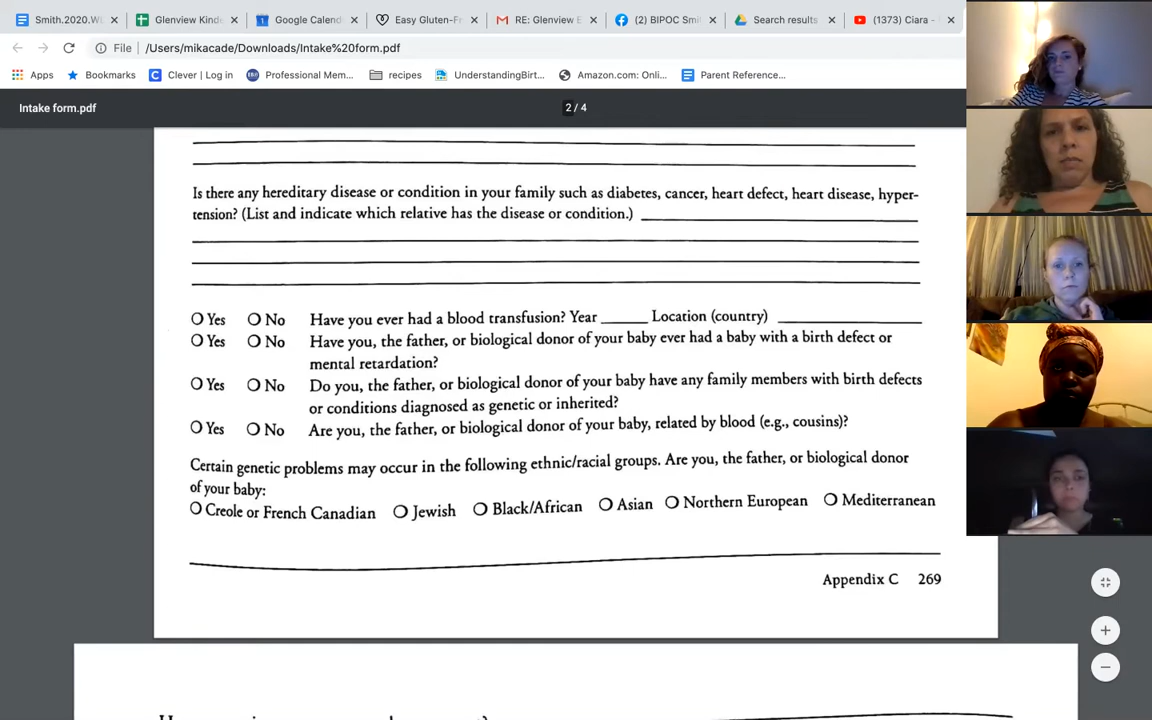 Smith.2020.Wi
Glenview Kinde
Google Calend
Easy Gluten-Fr
RE: Glenview E
(2) BIPOC Smi
Search results
(1373) Ciara -
File /Users/mikacade/Downloads/Intake%20form.pdf
Apps Bookmarks Clever | Log in Professional Mem... recipes UnderstandingBirt... Amazon.com: Onli... Parent Reference...
Intake form.pdf
2 / 4
Is there any hereditary disease or condition in your family such as diabetes, cancer, heart defect, heart disease, hyper-
tension? (List and indicate which relative has the disease or condition.)
Yes No Have you ever had a blood transfusion? Year Location (country)
Yes No Have you, the father, or biological donor of your baby ever had a baby with a birth defect or
mental retardation?
Yes No Do you, the father, or biological donor of your baby have any family members with birth defects
or conditions diagnosed as genetic or inherited?
Yes No Are you, the father, or biological donor of your baby, related by blood (e.g., cousins)?
Certain genetic problems may occur in the following ethnic/racial groups. Are you, the father, or biological donor
of your baby:
Creole or French Canadian Jewish Black/African Asian Northern European Mediterranean
Appendix C 269